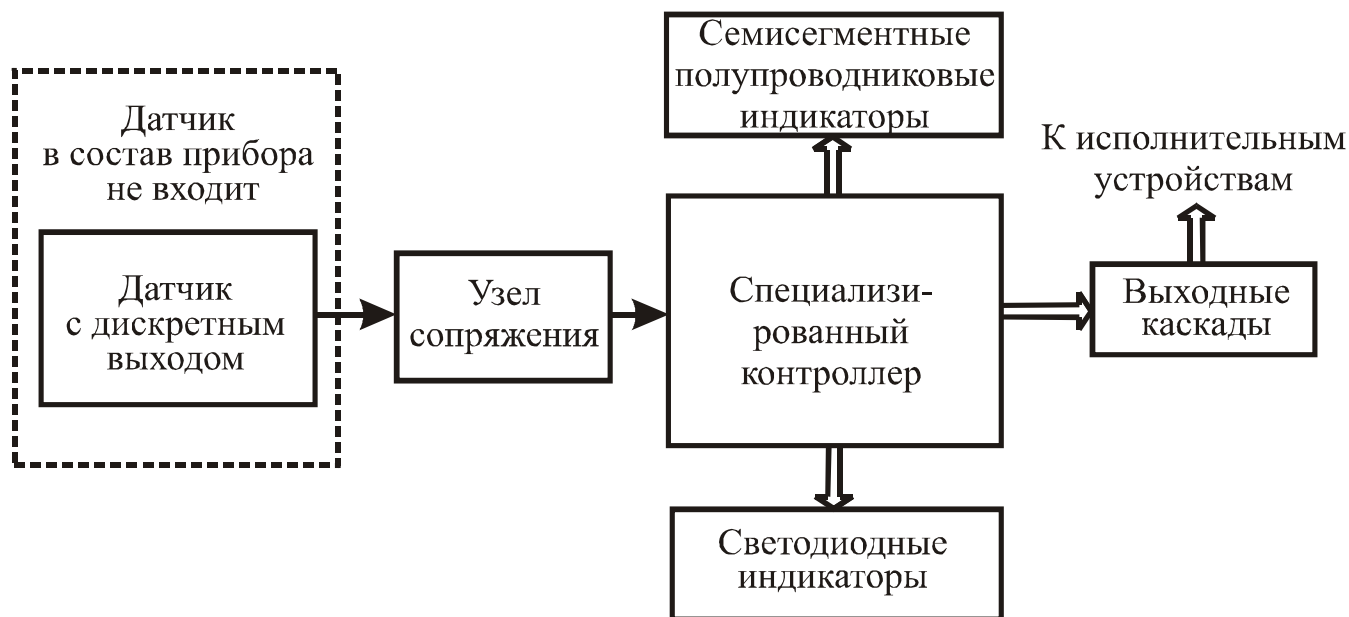 Семисегментные
полупроводниковые
индикаторы
Датчик
в состав прибора
не входит
К исполнительным
устройствам
Датчик
с дискретным
выходом
Узел
сопряжения
Специализи-
рованный
контроллер
Выходные
каскады
Светодиодные
индикаторы